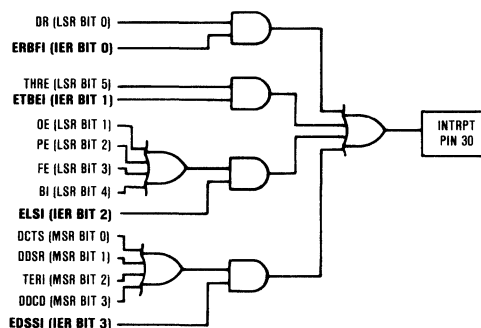 DR (LSR BIT 0)
ERBFI (IER BIT 0)
THRE (LSR BIT 5)
ETBEI (IER BIT 1)
OE (LSR BIT 1)
PE (LSR BIT 2)
FE (LSR BIT 3)
BI (LSR BIT 4)
ELSI (IER BIT 2)
DCTS (MSR BIT 0)
DDSR (MSR BIT 1)
TERI (MSR BIT 2)
DDCD (MSR BIT 3)
EDSSI (IER BIT 3)
INTRPT
PIN 30